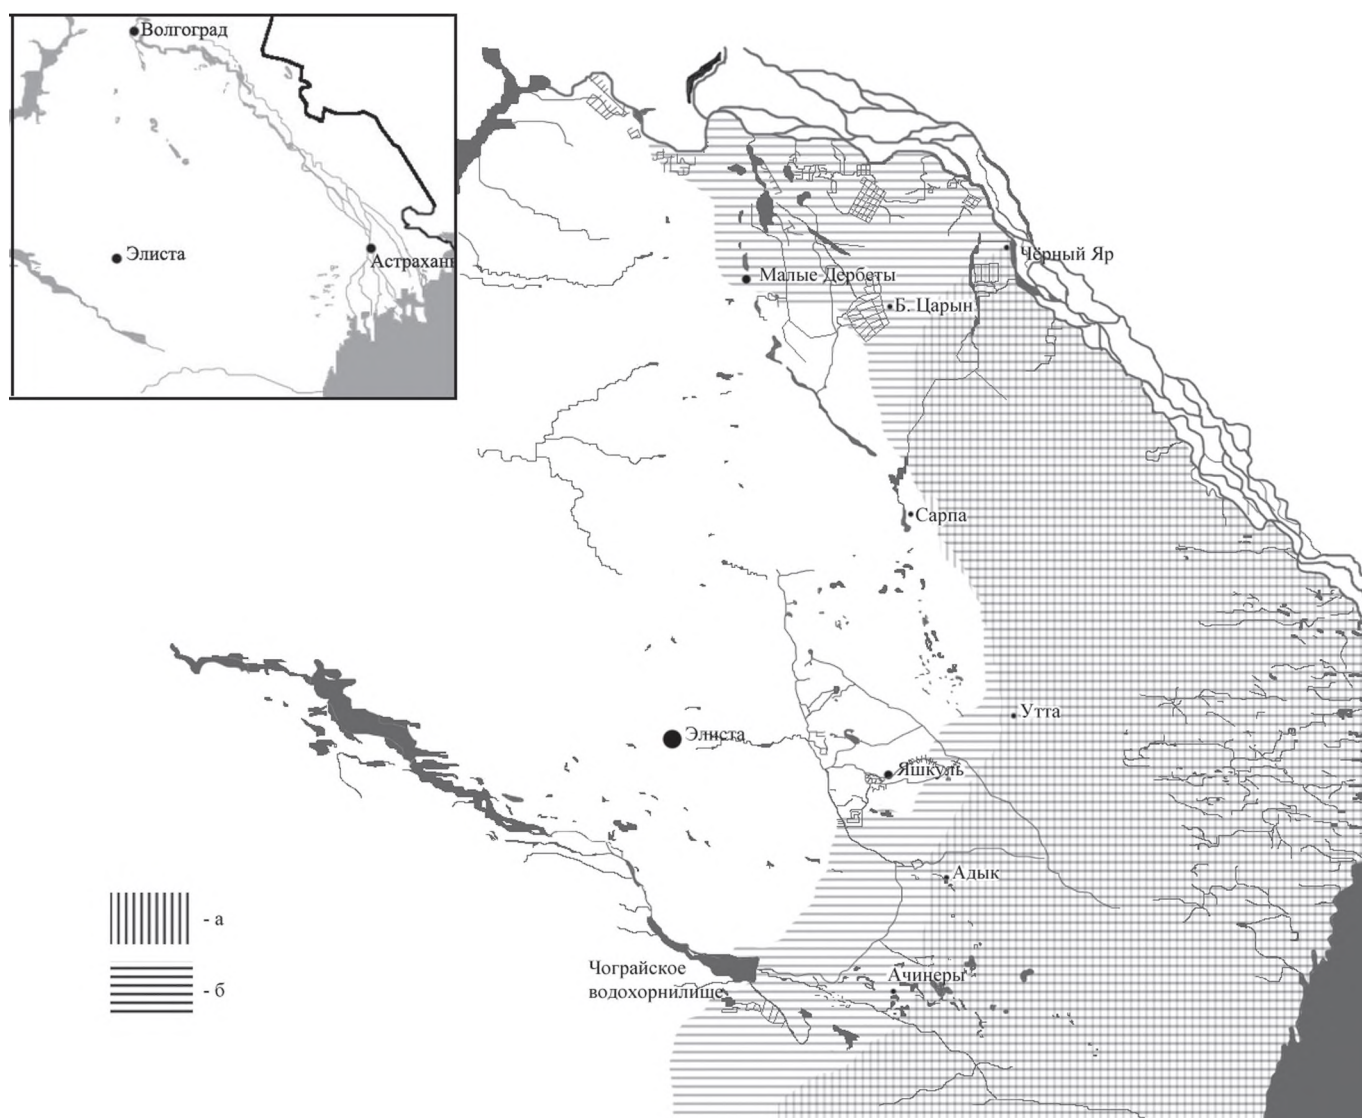 Волгоград
Элиста
Астрахань
Чёрный Яр
Малые Дербеты
Б. Царын
Сарпа
Утта
Элиста
Яшкуль
Адык
- а
Чограйское
водохорнилище
Ачинеры
- б